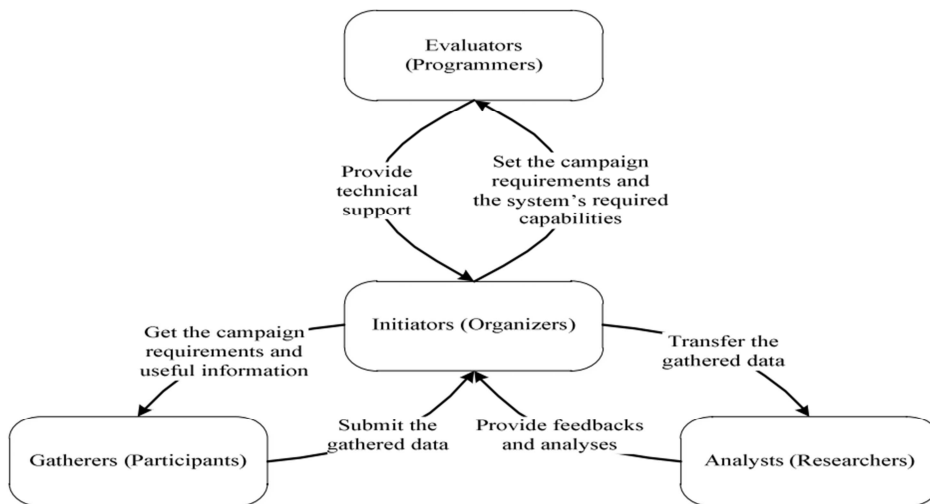 Evaluators
(Programmers)
Provide
technical
support
Set the campaign
requirements and
the system's required
capabilities
Initiators (Organizers)
Get the campaign
requirements and
useful information
Transfer the
gathered data
Submit the
gathered data
Provide feedbacks
and analyses
Gatherers (Participants)
Analysts (Researchers)